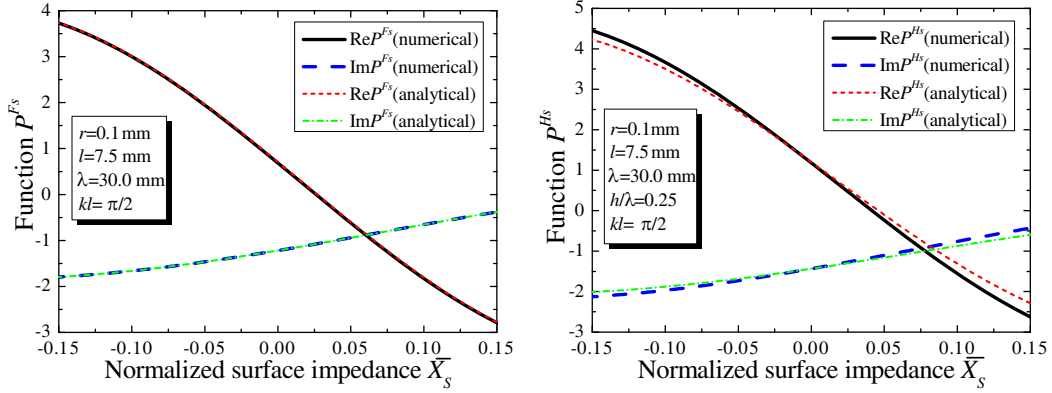 4
3
2
1
0
-1
-2
-3
Function P^Fs
ReP^Fs(numerical)
ImP^Fs(numerical)
ReP^Fs(analytical)
ImP^Fs(analytical)
r=0.1 mm
l=7.5 mm
λ=30.0 mm
kl= π/2
-0.15 -0.10 -0.05 0.00 0.05 0.10 0.15
Normalized surface impedance X̅_S
5
4
3
2
1
0
-1
-2
-3
Function P^Hs
ReP^Hs(numerical)
ImP^Hs(numerical)
ReP^Hs(analytical)
ImP^Hs(analytical)
r=0.1mm
l=7.5 mm
λ=30.0 mm
h/λ=0.25
kl= π/2
-0.15 -0.10 -0.05 0.00 0.05 0.10 0.15
Normalized surface impedance X̅_S